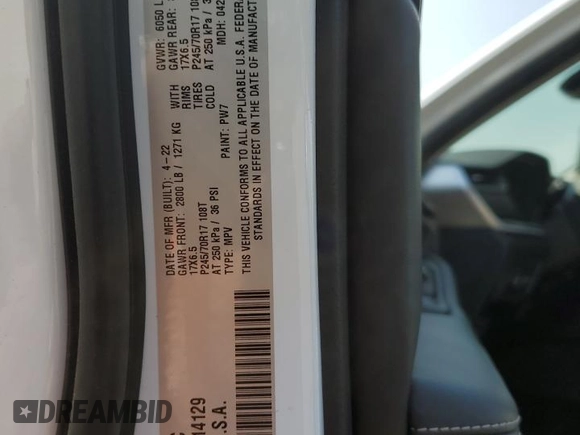 DATE OF MFR (BUILT): 4-22 GVWR: 6050 L
GAWR FRONT: 2800 LB / 1271 KG WITH GAWR REAR:
17X6.5 RIMS 17X6.5
P245/70R17 108T TIRES P245/70R17 108
AT 250 kPa / 36 PSI COLD AT 250 kPa / 3
TYPE: MPV PAINT: PW7 MDH: 042
THIS VEHICLE CONFORMS TO ALL APPLICABLE U.S.A. FEDER
STANDARDS IN EFFECT ON THE DATE OF MANUFACT
14129
.S.A.
DREAMBID